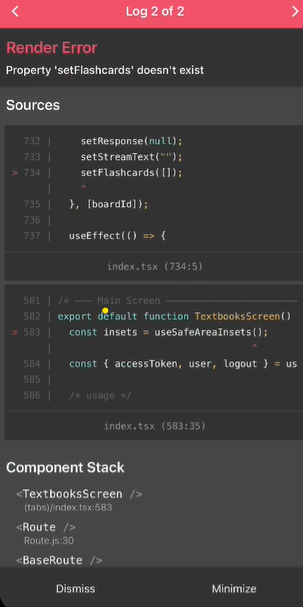 Log 2 of 2
Render Error
Property 'setFlashcards' doesn't exist
Sources
732 | setResponse(null);
733 | setStreamText("");
> 734 | setFlashcards([]);
| ^
735 | }, [boardId]);
736 |
737 | useEffect(() => {
index.tsx (734:5)
581 | /* ─── Main Screen ───────────────
582 | export default function TextbooksScreen()
> 583 | const insets = useSafeAreaInsets();
| ^
584 | const { accessToken, user, logout } = us
585 |
586 | /* usage */
index.tsx (583:35)
Component Stack
<TextbooksScreen />
(tabs)/index.tsx:583
<Route />
Route.js:30
<BaseRoute />
Dismiss
Minimize